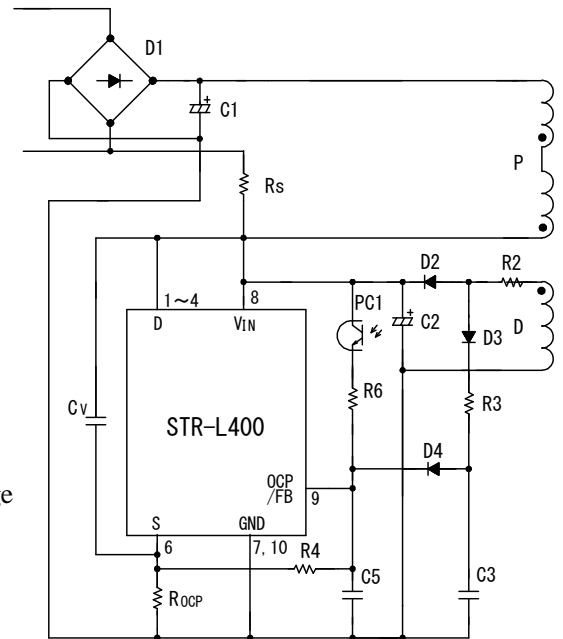 D1
C1
+
P
Rs
D2
R2
1~4
8
PC1
D
VIN
+
C2
D3
D
CV
R6
R3
STR-L400
D4
ge
OCP
/FB
9
S
GND
6
7, 10
R4
C5
C3
ROCP